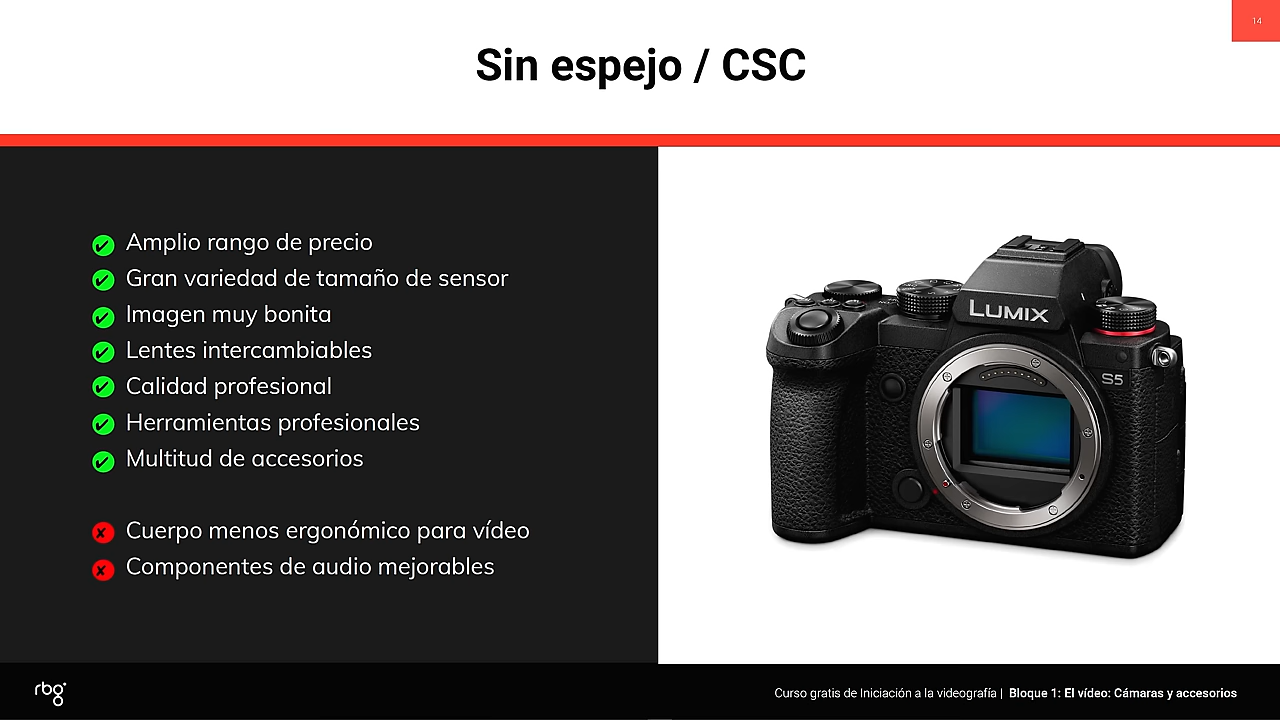 14
Sin espejo / CSC
Amplio rango de precio
Gran variedad de tamaño de sensor
Imagen muy bonita
Lentes intercambiables
Calidad profesional
Herramientas profesionales
Multitud de accesorios
Cuerpo menos ergonómico para vídeo
Componentes de audio mejorables
LUMIX
S5
rbg
Curso gratis de Iniciación a la videografía | Bloque 1: El vídeo: Cámaras y accesorios